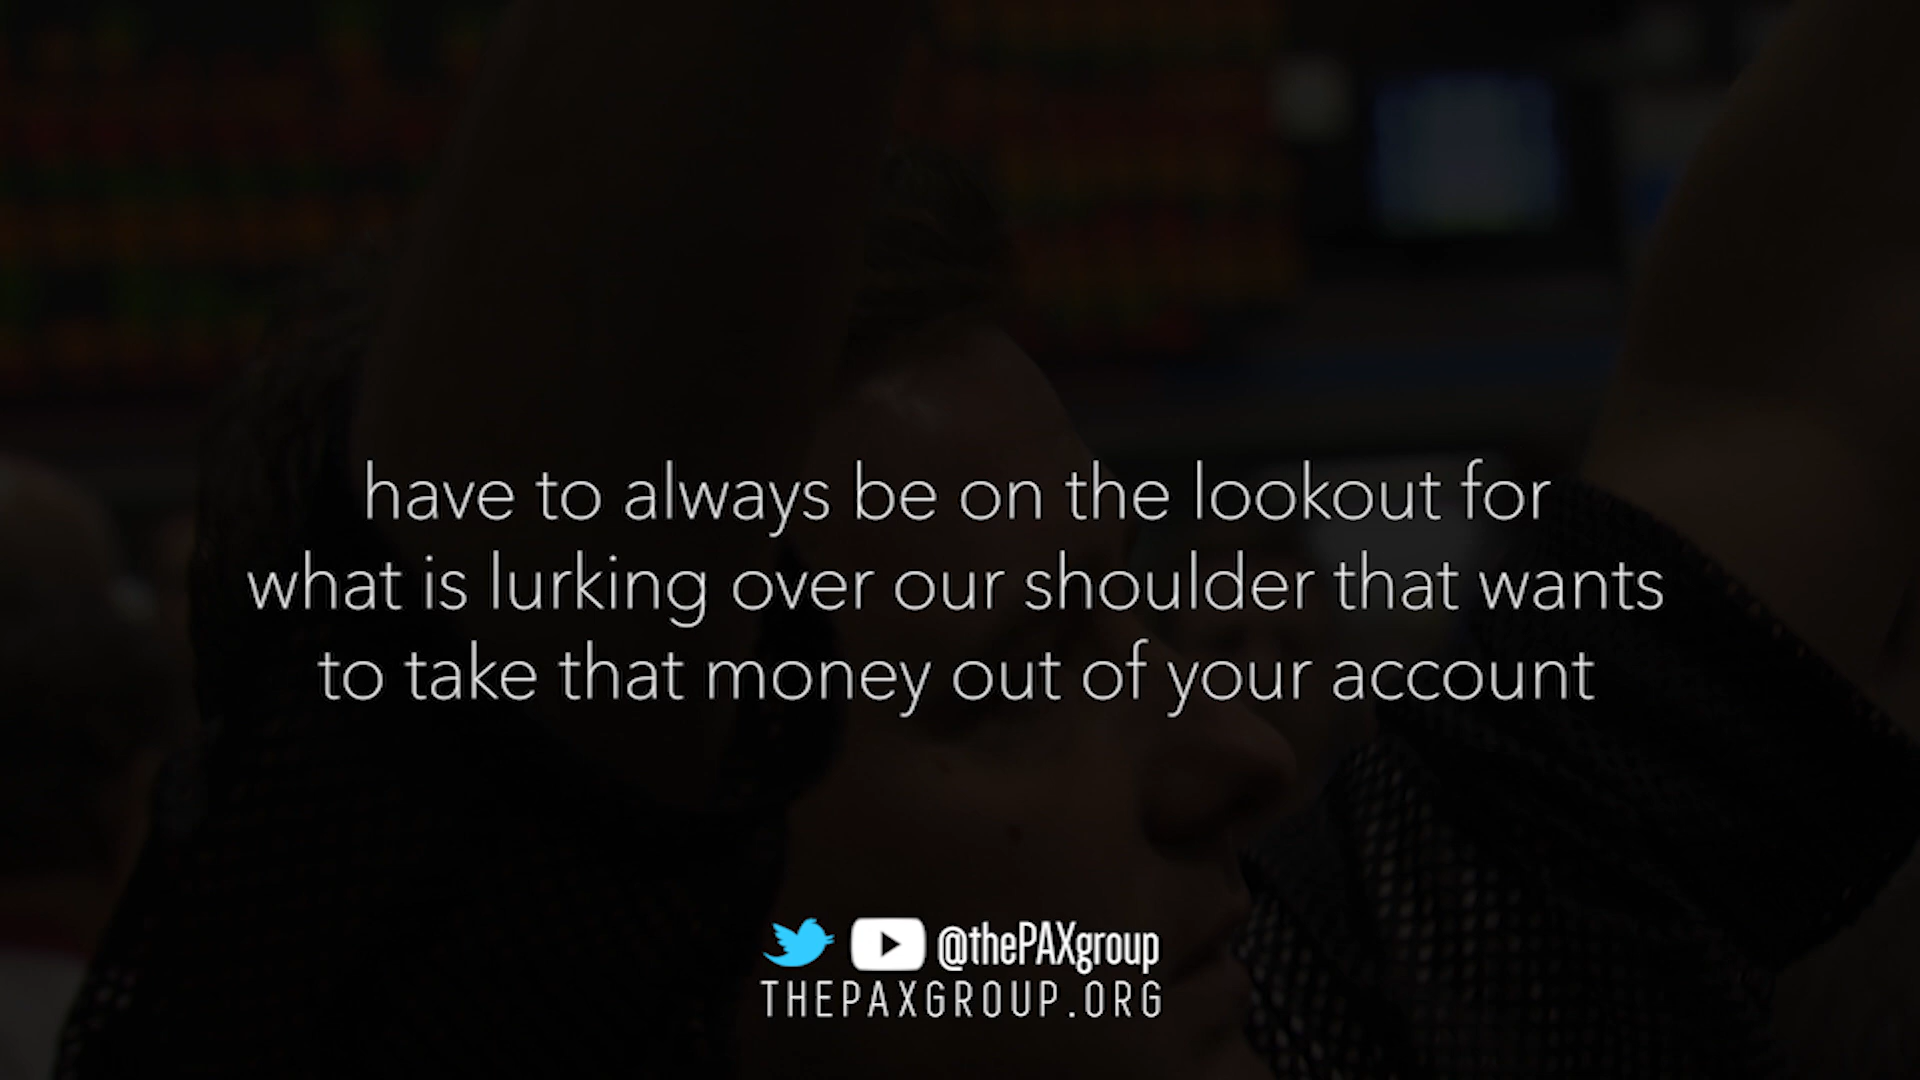 have to always be on the lookout for
what is lurking over our shoulder that wants
to take that money out of your account
@thePAXgroup
THEPAXGROUP.ORG